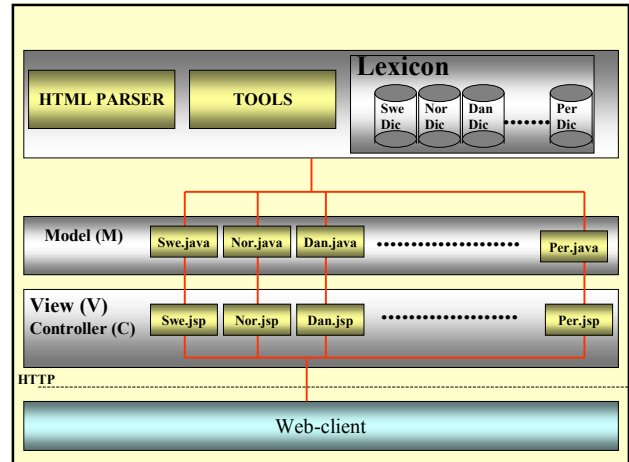 Lexicon
HTML PARSER
TOOLS
Swe Dic
Nor Dic
Dan Dic
Per Dic
Model (M)
Swe.java
Nor.java
Dan.java
Per.java
View (V)
Controller (C)
Swe.jsp
Nor.jsp
Dan.jsp
Per.jsp
HTTP
Web-client